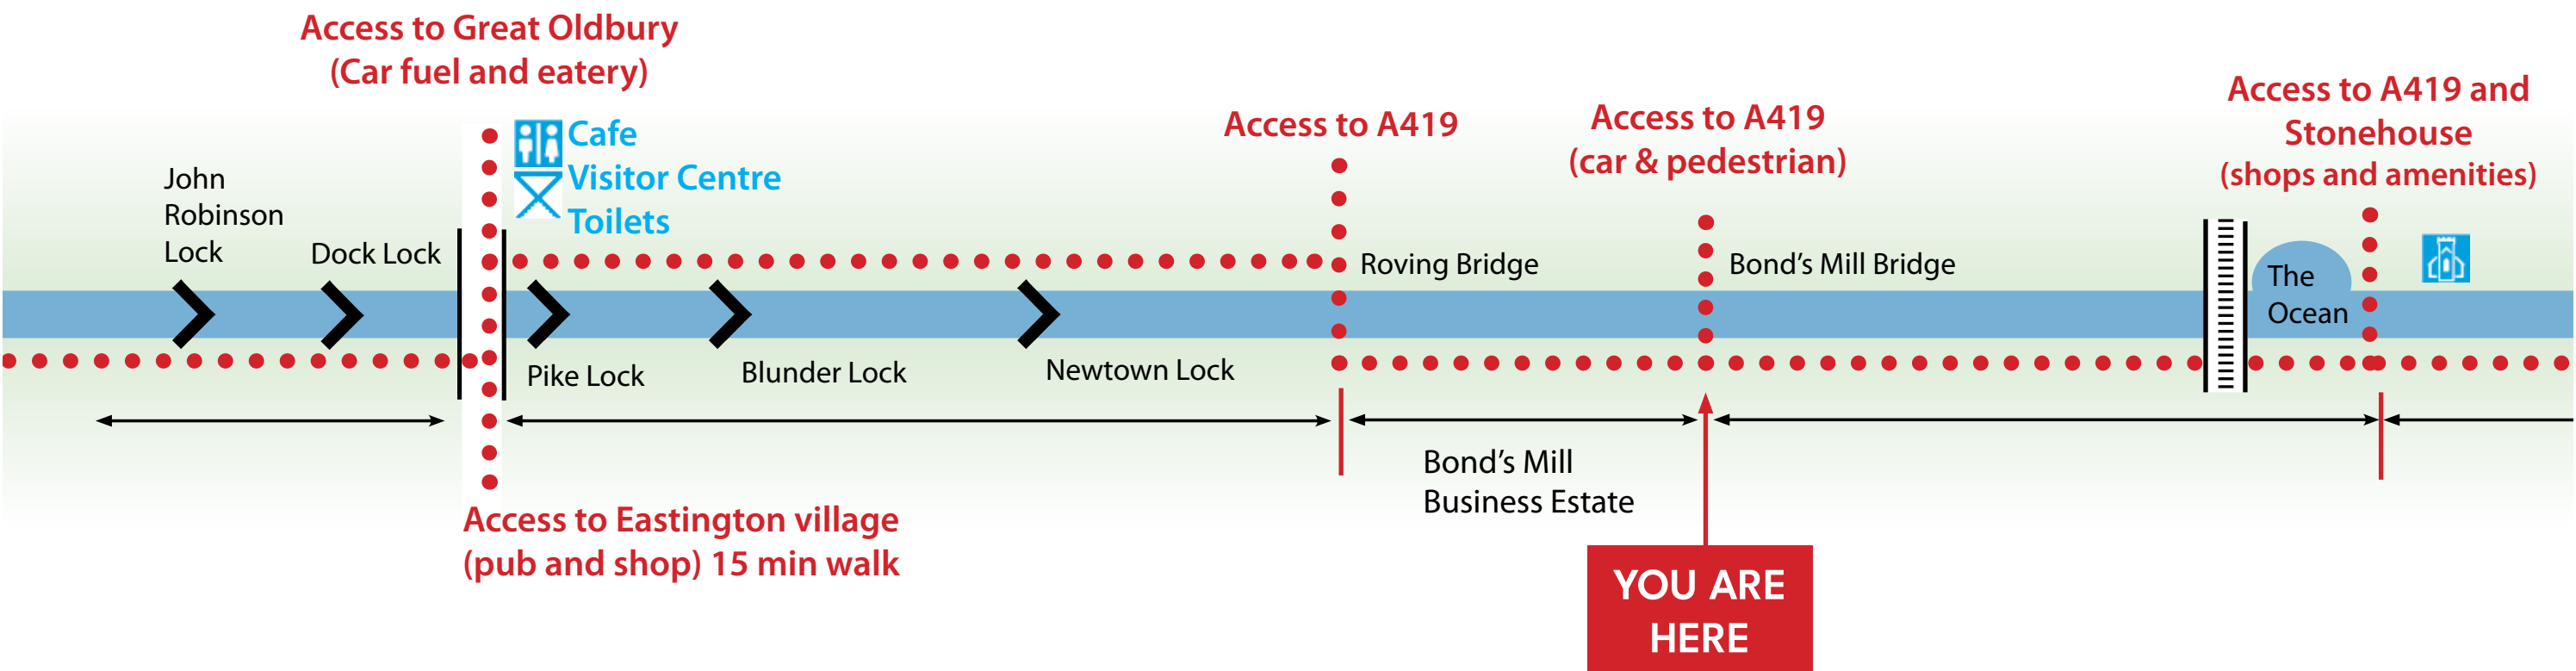 Access to Great Oldbury
(Car fuel and eatery)
Cafe
Visitor Centre
Toilets
John
Robinson
Lock
Dock Lock
Access to A419
Access to A419
(car & pedestrian)
Access to A419 and
Stonehouse
(shops and amenities)
Roving Bridge
Bond's Mill Bridge
The
Ocean
Pike Lock
Blunder Lock
Newtown Lock
Bond's Mill
Business Estate
Access to Eastington village
(pub and shop) 15 min walk
YOU ARE
HERE